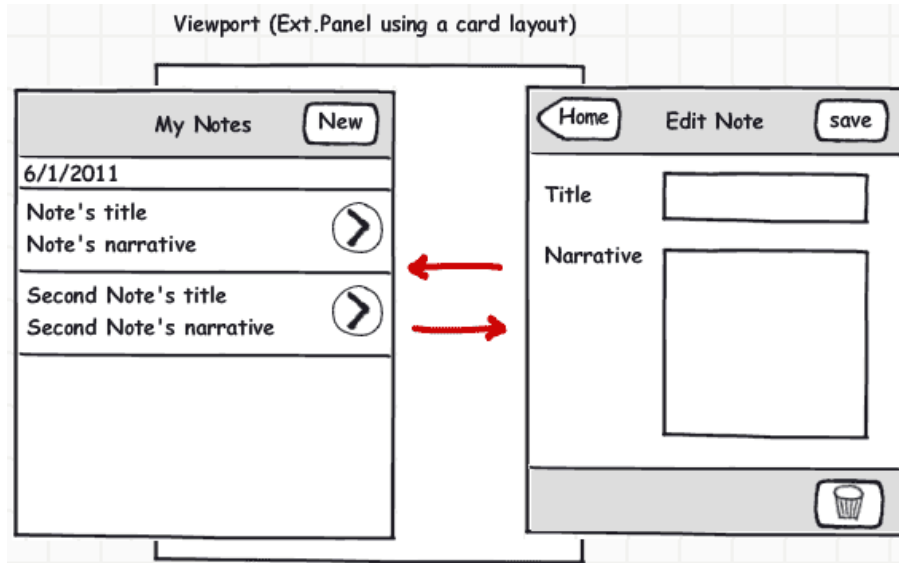 Viewport (Ext.Panel using a card layout)
My Notes
New
6/1/2011
Note's title
Note's narrative
Second Note's title
Second Note's narrative
Home
Edit Note
save
Title
Narrative